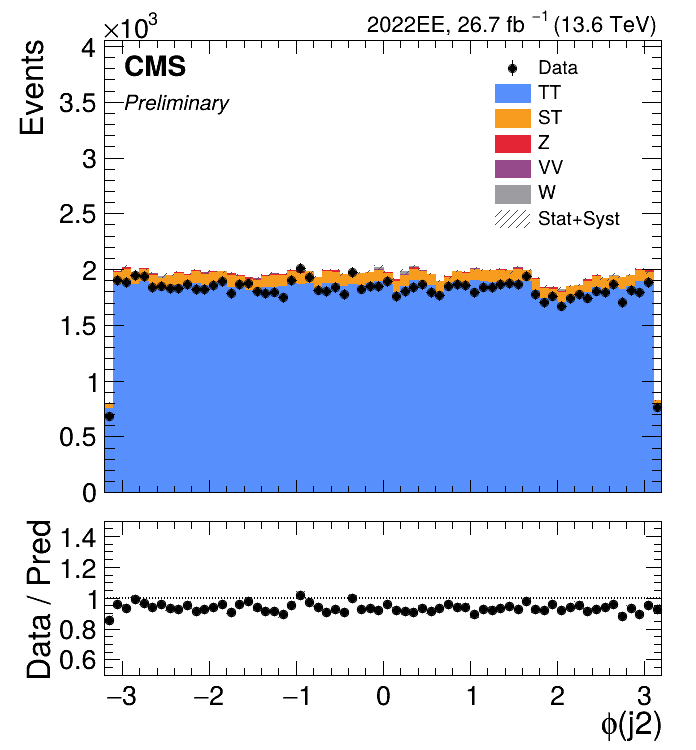 ×10³
2022EE, 26.7 fb⁻¹ (13.6 TeV)
CMS
Preliminary
Events
4
3.5
3
2.5
2
1.5
1
0.5
0
Data
TT
ST
Z
VV
W
Stat+Syst
Data / Pred
1.4
1.2
1
0.8
0.6
−3 −2 −1 0 1 2 3
ϕ(j2)